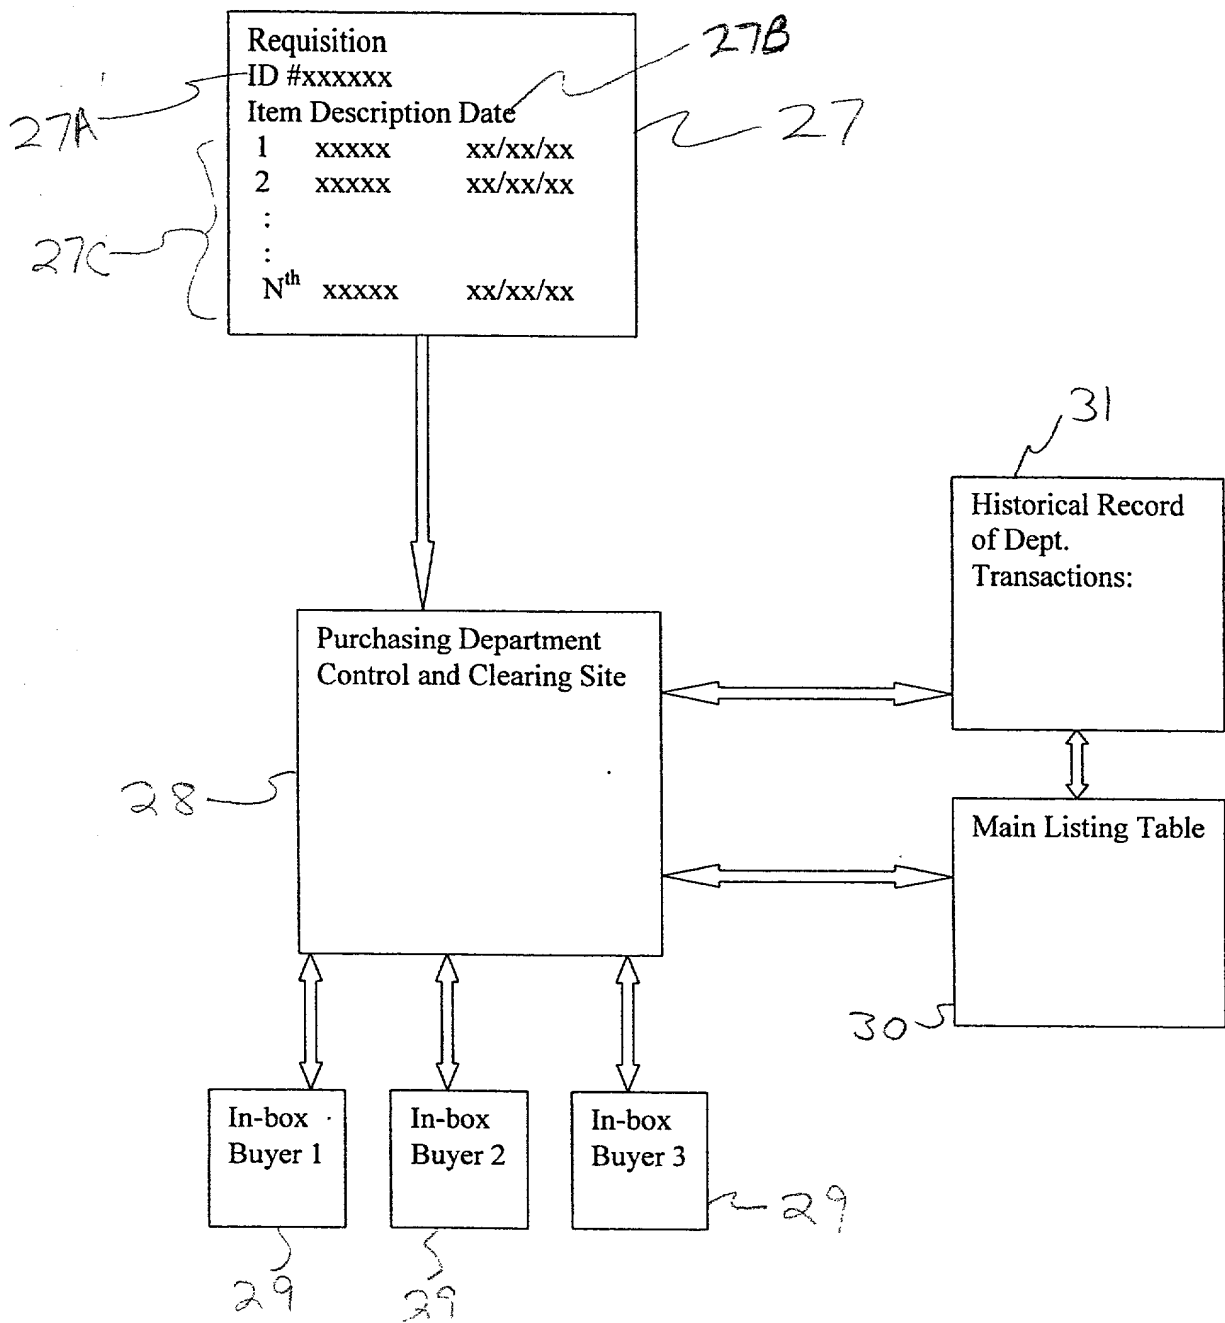 Requisition
27B
ID #xxxxxx
27A
Item Description Date
27
1 xxxxx xx/xx/xx
2 xxxxx xx/xx/xx
:
27C
:
Nth xxxxx xx/xx/xx
31
Historical Record
of Dept.
Transactions:
Purchasing Department
Control and Clearing Site
28
Main Listing Table
30
In-box
Buyer 1
In-box
Buyer 2
In-box
Buyer 3
29
29
29